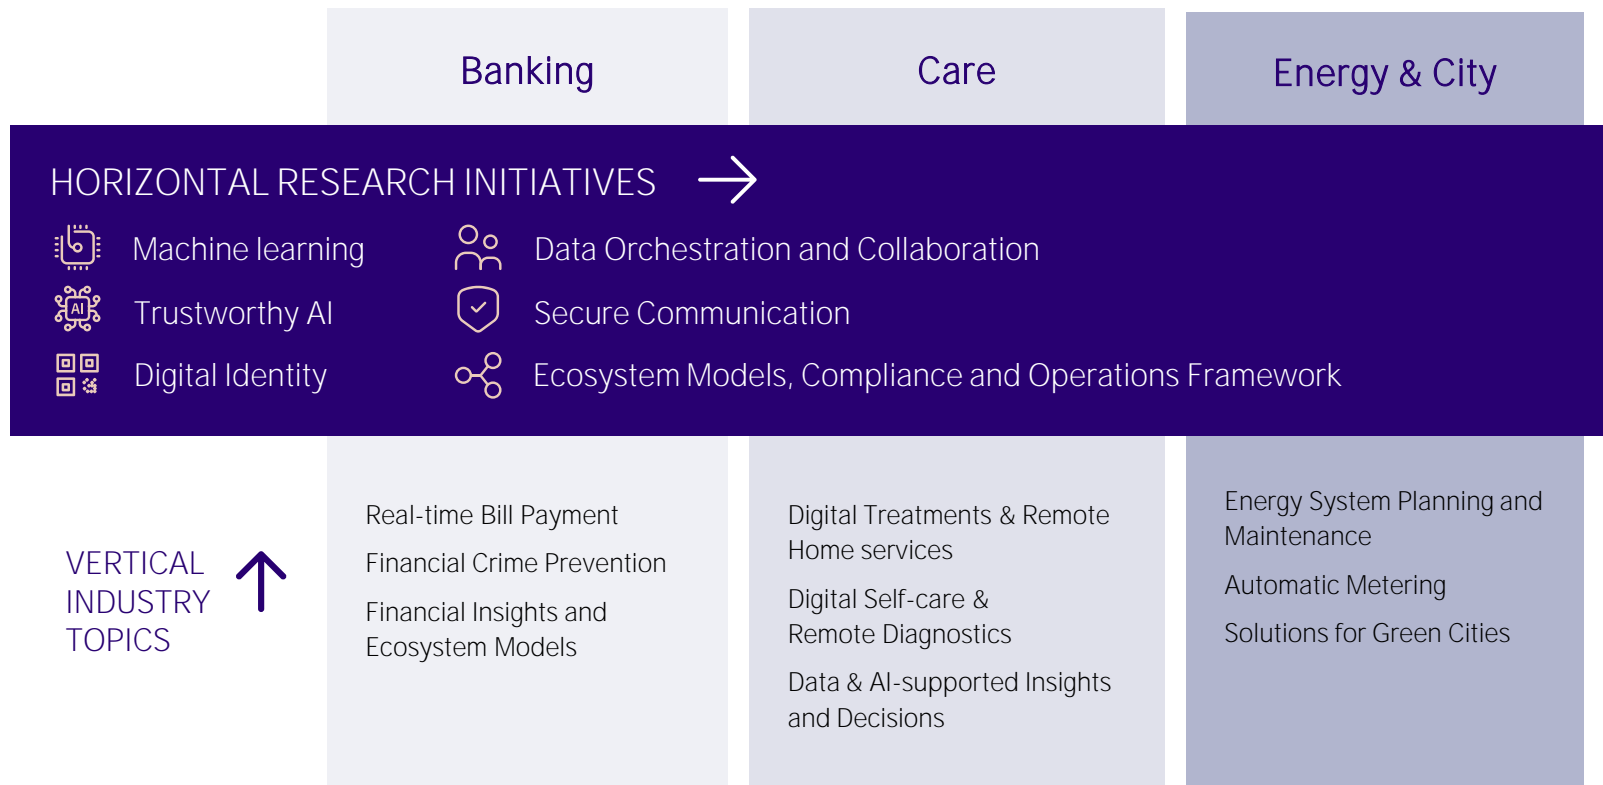 Banking
Care
Energy & City
HORIZONTAL RESEARCH INITIATIVES
Machine learning
Data Orchestration and Collaboration
AI
Trustworthy AI
Secure Communication
Digital Identity
Ecosystem Models, Compliance and Operations Framework
VERTICAL
INDUSTRY
TOPICS
Real-time Bill Payment
Financial Crime Prevention
Financial Insights and
Ecosystem Models
Digital Treatments & Remote
Home services
Digital Self-care &
Remote Diagnostics
Data & AI-supported Insights
and Decisions
Energy System Planning and
Maintenance
Automatic Metering
Solutions for Green Cities